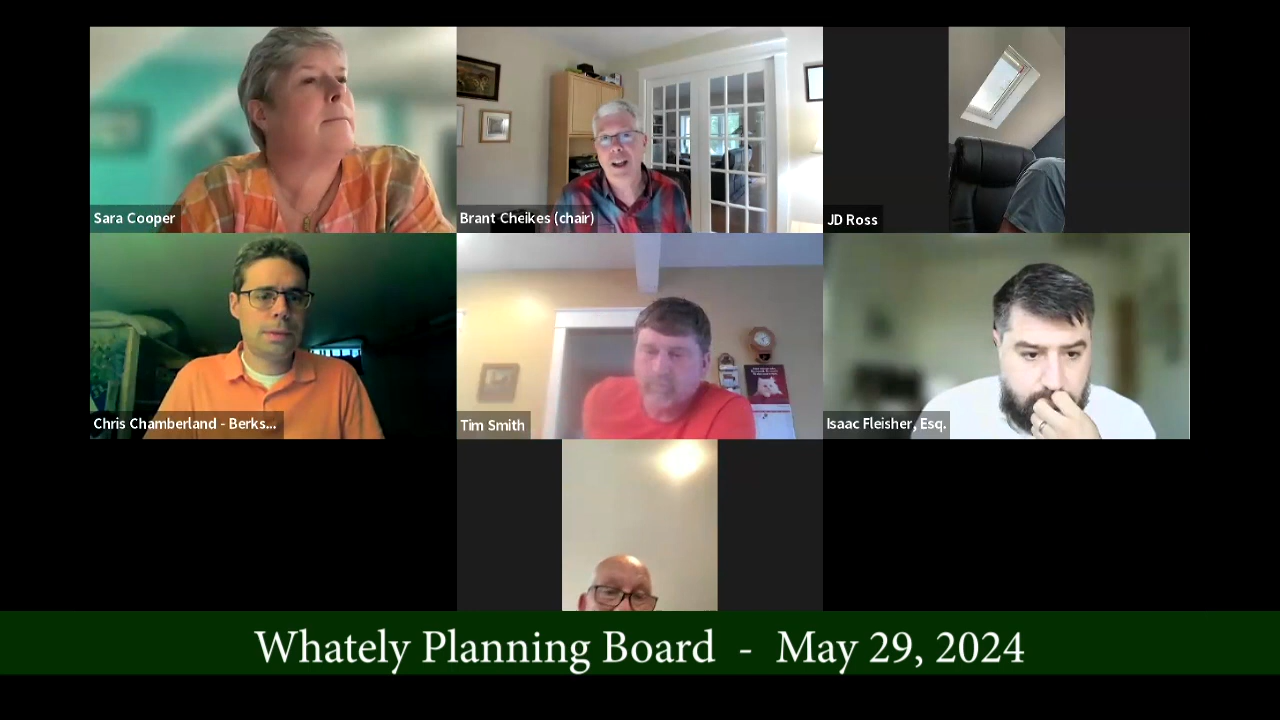 Sara Cooper
Brant Cheikes (chair)
JD Ross
Chris Chamberland - Berks...
Tim Smith
Isaac Fleisher, Esq.
Whately Planning Board - May 29, 2024